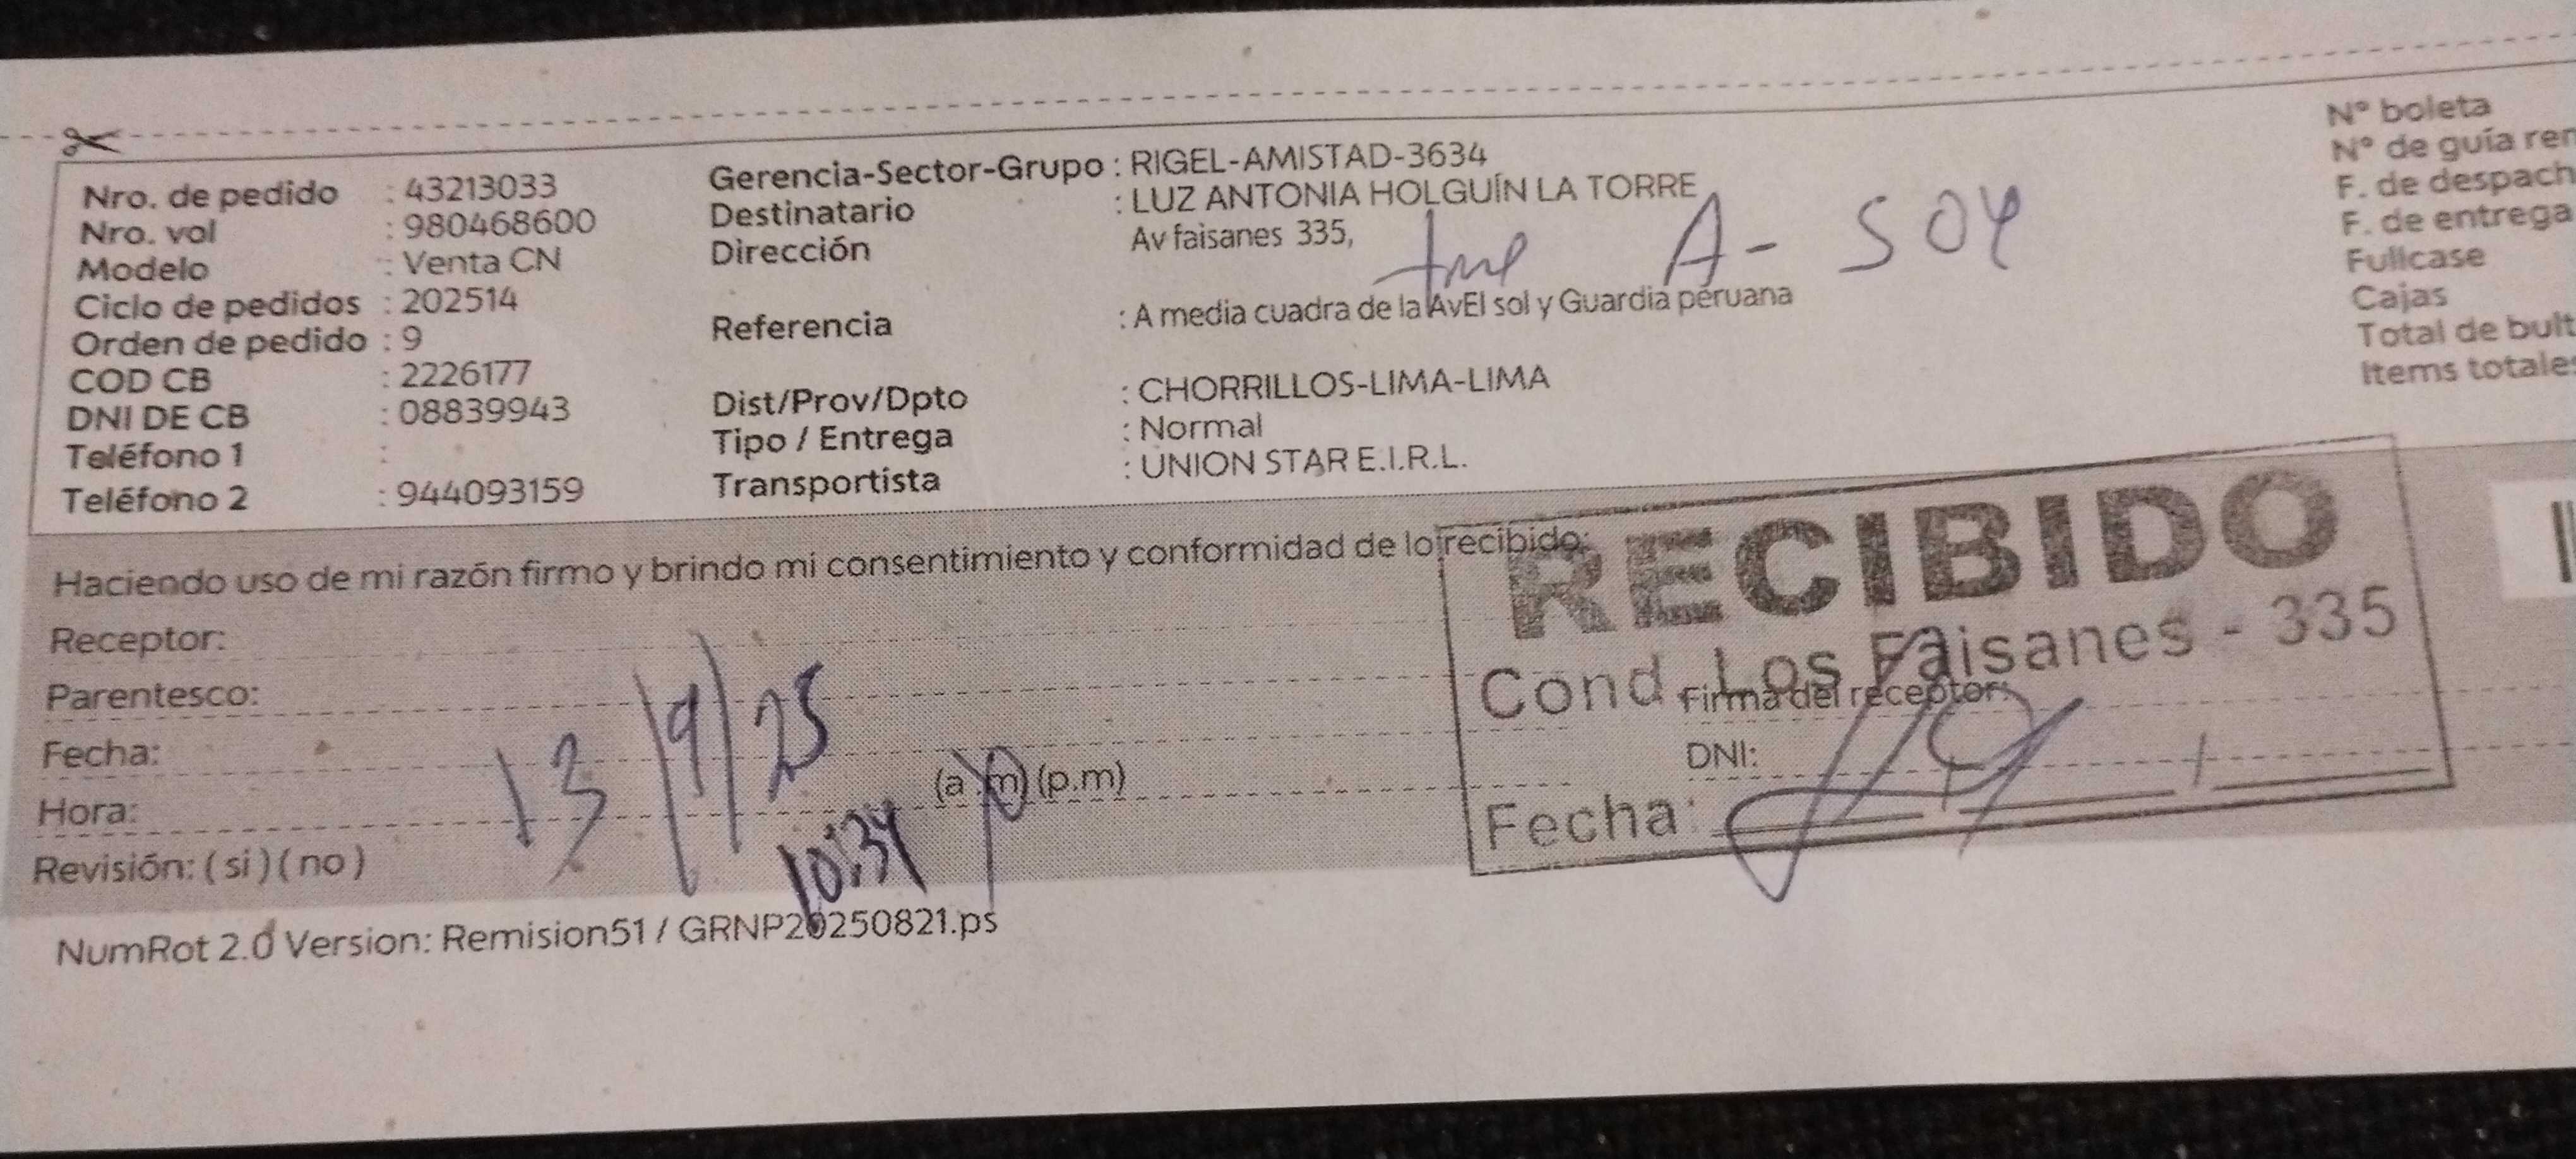 Nro. de pedido : 43213033
Nro. vol : 980468600
Modelo : Venta CN
Ciclo de pedidos : 202514
Orden de pedido : 9
COD CB : 2226177
DNI DE CB : 08839943
Teléfono 1 :
Teléfono 2 : 944093159
Gerencia-Sector-Grupo : RIGEL-AMISTAD-3634
Destinatario : LUZ ANTONIA HOLGUÍN LA TORRE
Dirección Av faisanes 335,
A - 504
Referencia : A media cuadra de la AvEl sol y Guardia peruana
Dist/Prov/Dpto : CHORRILLOS-LIMA-LIMA
Tipo / Entrega : Normal
Transportista : UNION STAR E.I.R.L.
N° boleta
N° de guía
F. de
F. de entrega
Fullcase
Cajas
Total de
Items
Haciendo uso de mi razón firmo y brindo mi consentimiento y conformidad de lo recibido:
Receptor:
Parentesco:
Fecha: 13/9/25
Hora: 10:34 (a.m) (p.m)
Revisión: ( si ) ( no )
RECIBIDO
Cond. Los Faisanes - 335
Firma del receptor:
DNI:
Fecha:
NumRot 2.0 Version: Remision51 / GRNP20250821.ps